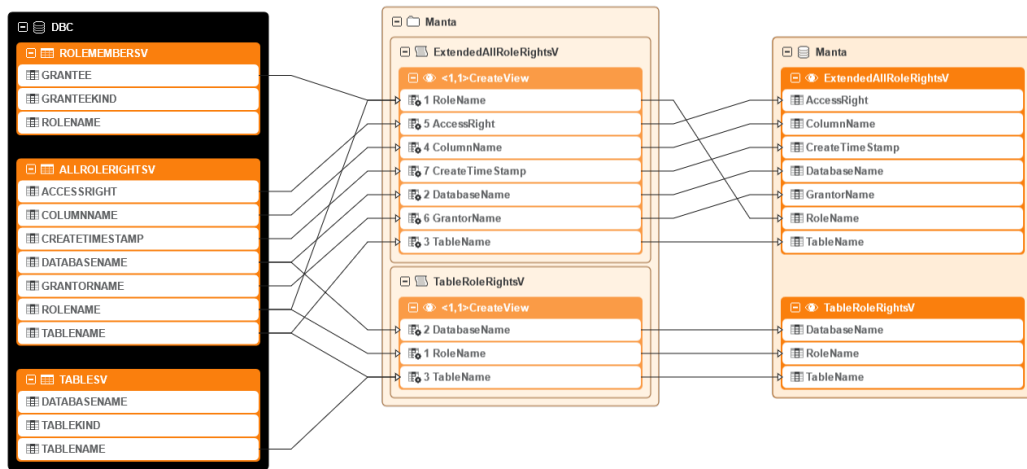 DBC
ROLEMEMBERSV
GRANTEE
GRANTEEKIND
ROLENAME
ALLROLERIGHTSV
ACCESSRIGHT
COLUMNNAME
CREATETIMESTAMP
DATABASENAME
GRANTORNAME
ROLENAME
TABLENAME
TABLESV
DATABASENAME
TABLEKIND
TABLENAME
Manta
ExtendedAllRoleRightsV
<1,1>CreateView
1 RoleName
5 AccessRight
4 ColumnName
7 CreateTimeStamp
2 DatabaseName
6 GrantorName
3 TableName
TableRoleRightsV
<1,1>CreateView
2 DatabaseName
1 RoleName
3 TableName
Manta
ExtendedAllRoleRightsV
AccessRight
ColumnName
CreateTimeStamp
DatabaseName
GrantorName
RoleName
TableName
TableRoleRightsV
DatabaseName
RoleName
TableName